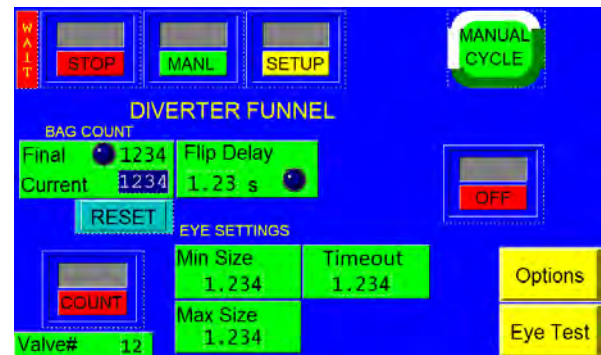 WAIT
STOP
MANL
SETUP
MANUAL
CYCLE
DIVERTER FUNNEL
BAG COUNT
Final 1234
Current 1234
Flip Delay
1.23 s
OFF
RESET
EYE SETTINGS
Min Size
1.234
Timeout
1.234
COUNT
Max Size
1.234
Options
Valve# 12
Eye Test